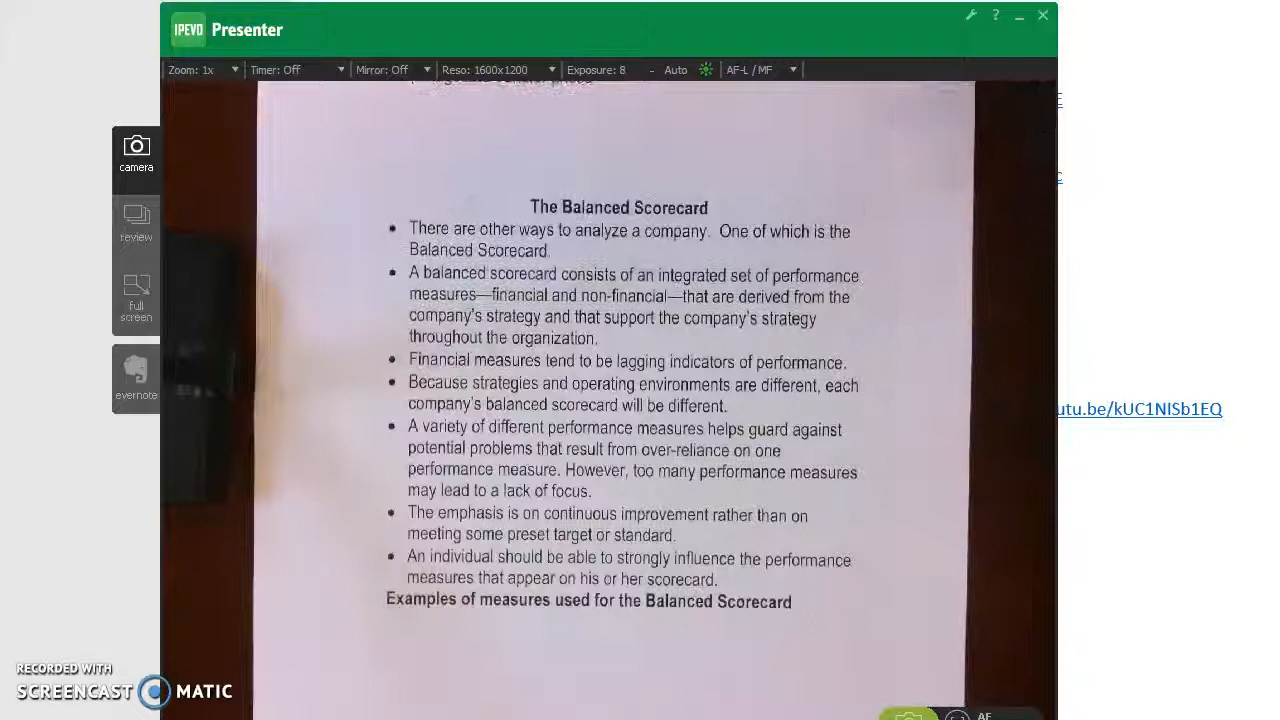 IPEVO Presenter
Zoom: 1x Timer: Off Mirror: Off Reso: 1600x1200 Exposure: 8 - Auto AF-L / MF
camera
review
full
screen
evernote
The Balanced Scorecard
• There are other ways to analyze a company. One of which is the
Balanced Scorecard.
• A balanced scorecard consists of an integrated set of performance
measures—financial and non-financial—that are derived from the
company's strategy and that support the company's strategy
throughout the organization.
• Financial measures tend to be lagging indicators of performance.
• Because strategies and operating environments are different, each
company's balanced scorecard will be different.
• A variety of different performance measures helps guard against
potential problems that result from over-reliance on one
performance measure. However, too many performance measures
may lead to a lack of focus.
• The emphasis is on continuous improvement rather than on
meeting some preset target or standard.
• An individual should be able to strongly influence the performance
measures that appear on his or her scorecard.
Examples of measures used for the Balanced Scorecard
E
c
utu.be/kUC1NISb1EQ
RECORDED WITH
SCREENCAST MATIC
AF